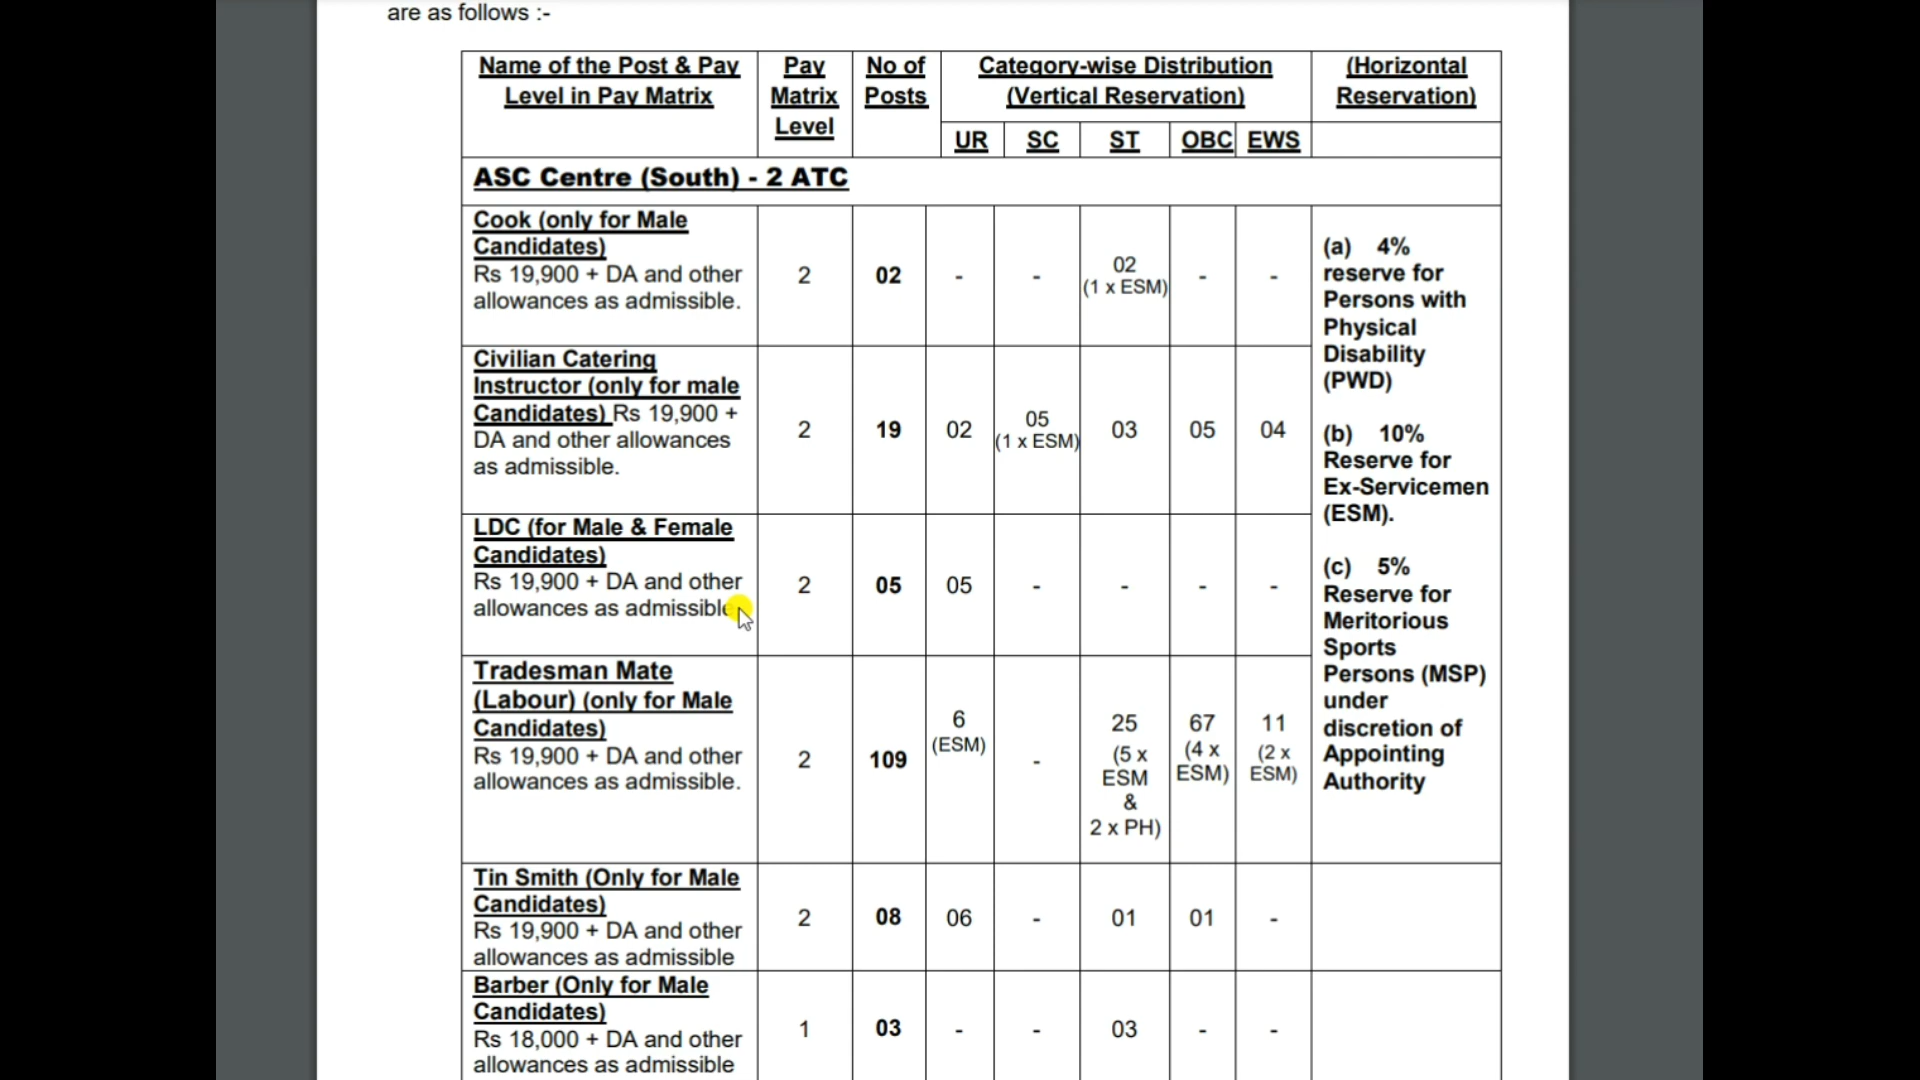 are as follows :-
Name of the Post & Pay
Level in Pay Matrix
Pay
Matrix
Level
No of
Posts
Category-wise Distribution
(Vertical Reservation)
(Horizontal
Reservation)
UR SC ST OBC EWS
ASC Centre (South) - 2 ATC
Cook (only for Male
Candidates)
Rs 19,900 + DA and other
allowances as admissible.
2
02
-
-
02
(1 x ESM)
-
-
(a) 4%
reserve for
Persons with
Physical
Disability
(PWD)
(b) 10%
Reserve for
Ex-Servicemen
(ESM).
(c) 5%
Reserve for
Meritorious
Sports
Persons (MSP)
under
discretion of
Appointing
Authority
Civilian Catering
Instructor (only for male
Candidates) Rs 19,900 +
DA and other allowances
as admissible.
2
19
02
05
(1 x ESM)
03
05
04
LDC (for Male & Female
Candidates)
Rs 19,900 + DA and other
allowances as admissible
2
05
05
-
-
-
-
Tradesman Mate
(Labour) (only for Male
Candidates)
Rs 19,900 + DA and other
allowances as admissible.
2
109
6
(ESM)
-
25
(5 x
ESM
&
2 x PH)
67
(4 x
ESM)
11
(2 x
ESM)
Tin Smith (Only for Male
Candidates)
Rs 19,900 + DA and other
allowances as admissible
2
08
06
-
01
01
-
Barber (Only for Male
Candidates)
Rs 18,000 + DA and other
allowances as admissible
1
03
-
-
03
-
-